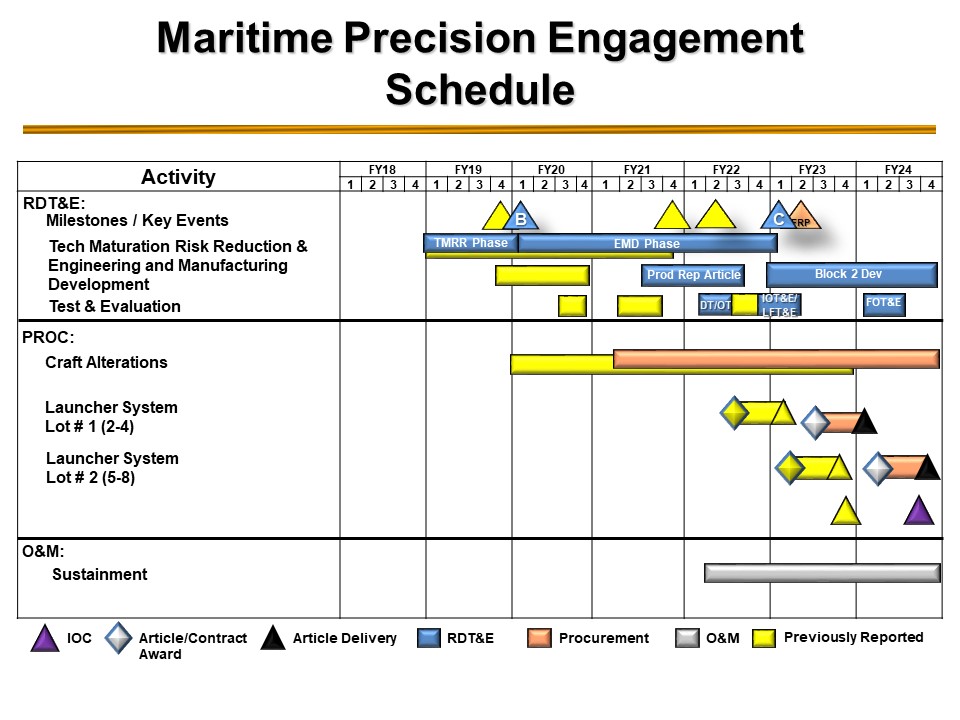 Maritime Precision Engagement
Schedule
Activity
FY18 FY19 FY20 FY21 FY22 FY23 FY24
1 2 3 4 1 2 3 4 1 2 3 4 1 2 3 4 1 2 3 4 1 2 3 4 1 2 3 4
RDT&E:
Milestones / Key Events
B C
Tech Maturation Risk Reduction &
Engineering and Manufacturing
Development
TMRR Phase EMD Phase
Prod Rep Article Block 2 Dev
Test & Evaluation
DT/OT IOT&E/
LFT&E
FOT&E
PROC:
Craft Alterations
Launcher System
Lot # 1 (2-4)
Launcher System
Lot # 2 (5-8)
O&M:
Sustainment
IOC Article/Contract
Award
Article Delivery RDT&E Procurement O&M Previously Reported